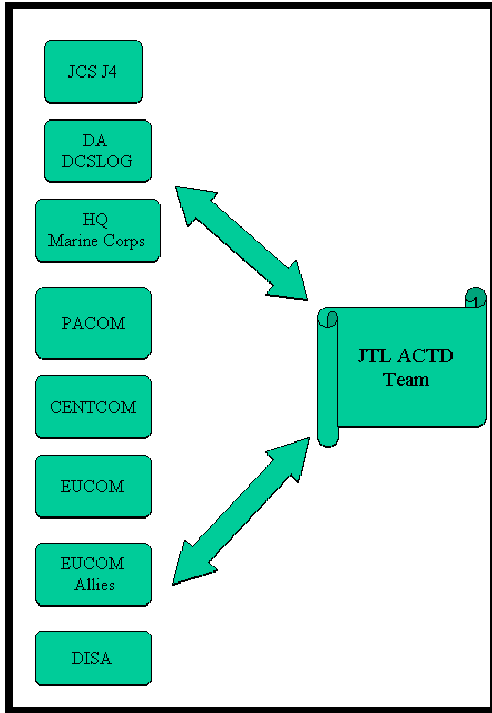 JCS J4
DA
DCSLOG
HQ
Marine Corps
PACOM
CENTCOM
EUCOM
EUCOM
Allies
DISA
JTL ACTD
Team